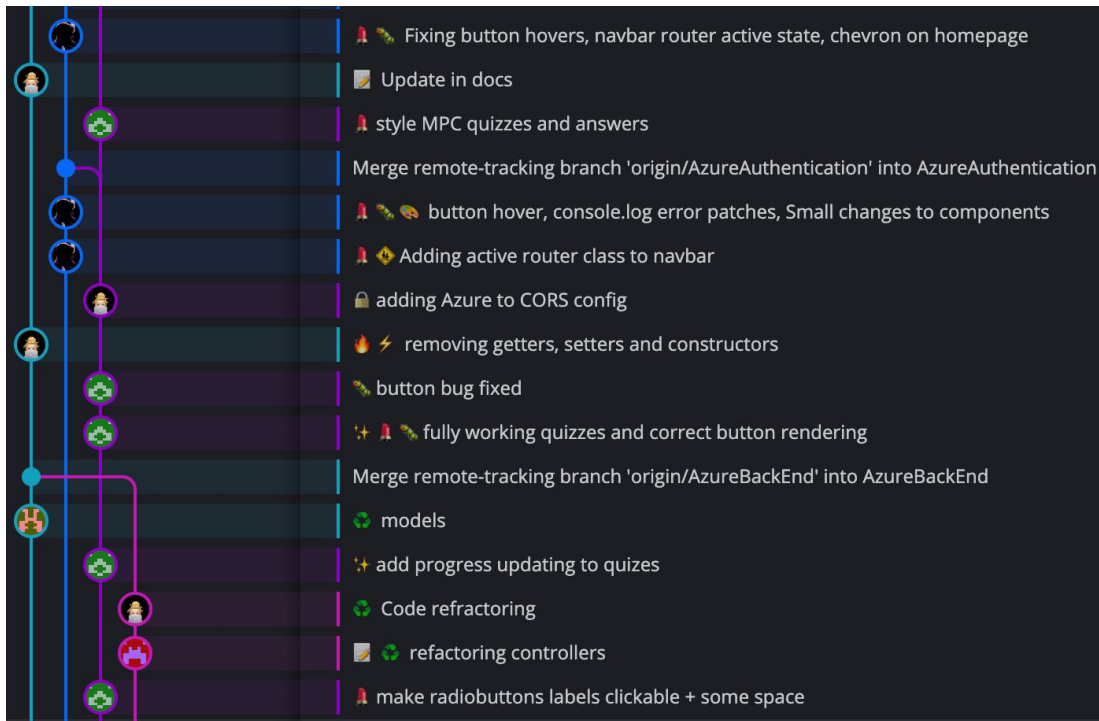 Fixing button hovers, navbar router active state, chevron on homepage
Update in docs
style MPC quizzes and answers
Merge remote-tracking branch 'origin/AzureAuthentication' into AzureAuthentication
button hover, console.log error patches, Small changes to components
Adding active router class to navbar
adding Azure to CORS config
removing getters, setters and constructors
button bug fixed
fully working quizzes and correct button rendering
Merge remote-tracking branch 'origin/AzureBackEnd' into AzureBackEnd
models
add progress updating to quizes
Code refractoring
refactoring controllers
make radiobuttons labels clickable + some space